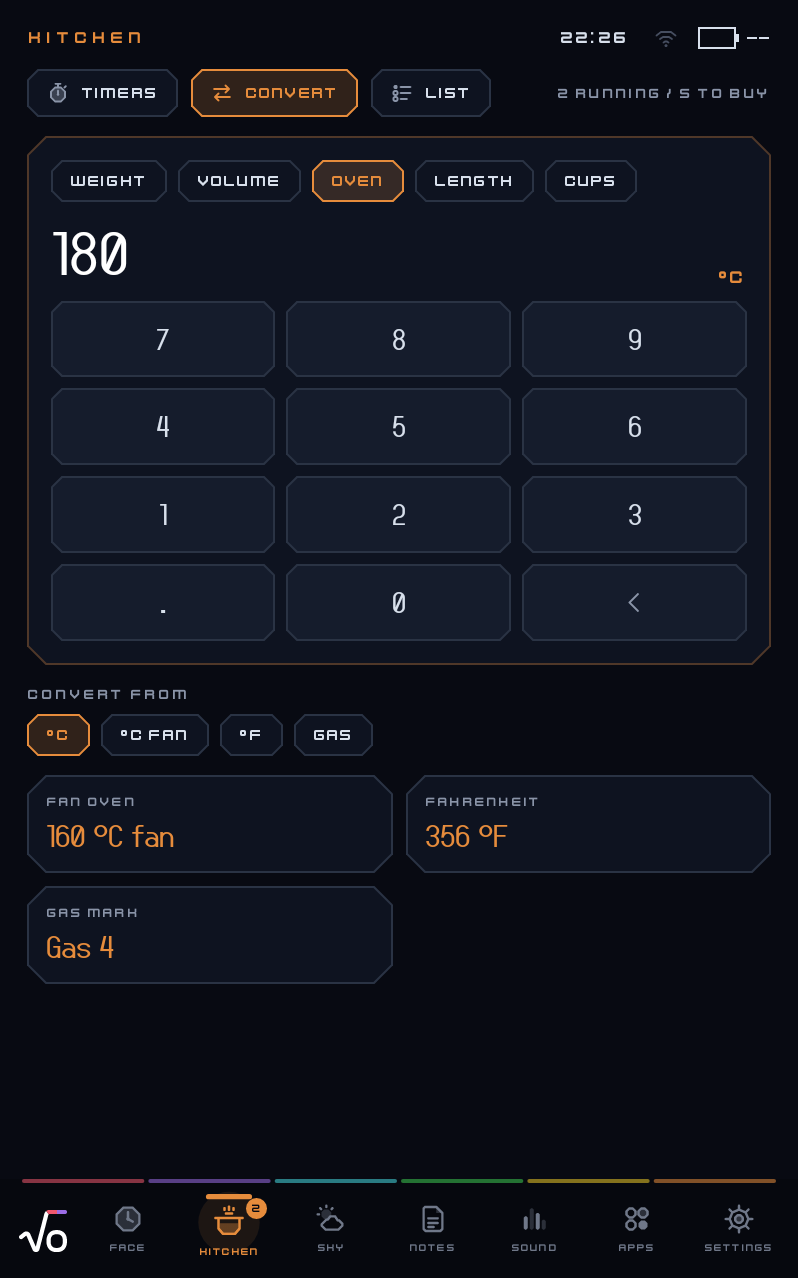 KITCHEN 22:26 --
TIMERS CONVERT LIST 2 RUNNING / 5 TO BUY
WEIGHT VOLUME OVEN LENGTH CUPS
180 °C
7 8 9
4 5 6
1 2 3
. 0 <
CONVERT FROM
°C °C FAN °F GAS
FAN OVEN FAHRENHEIT
160 °C fan 356 °F
GAS MARK
Gas 4
2
√o FACE KITCHEN SKY NOTES SOUND APPS SETTINGS